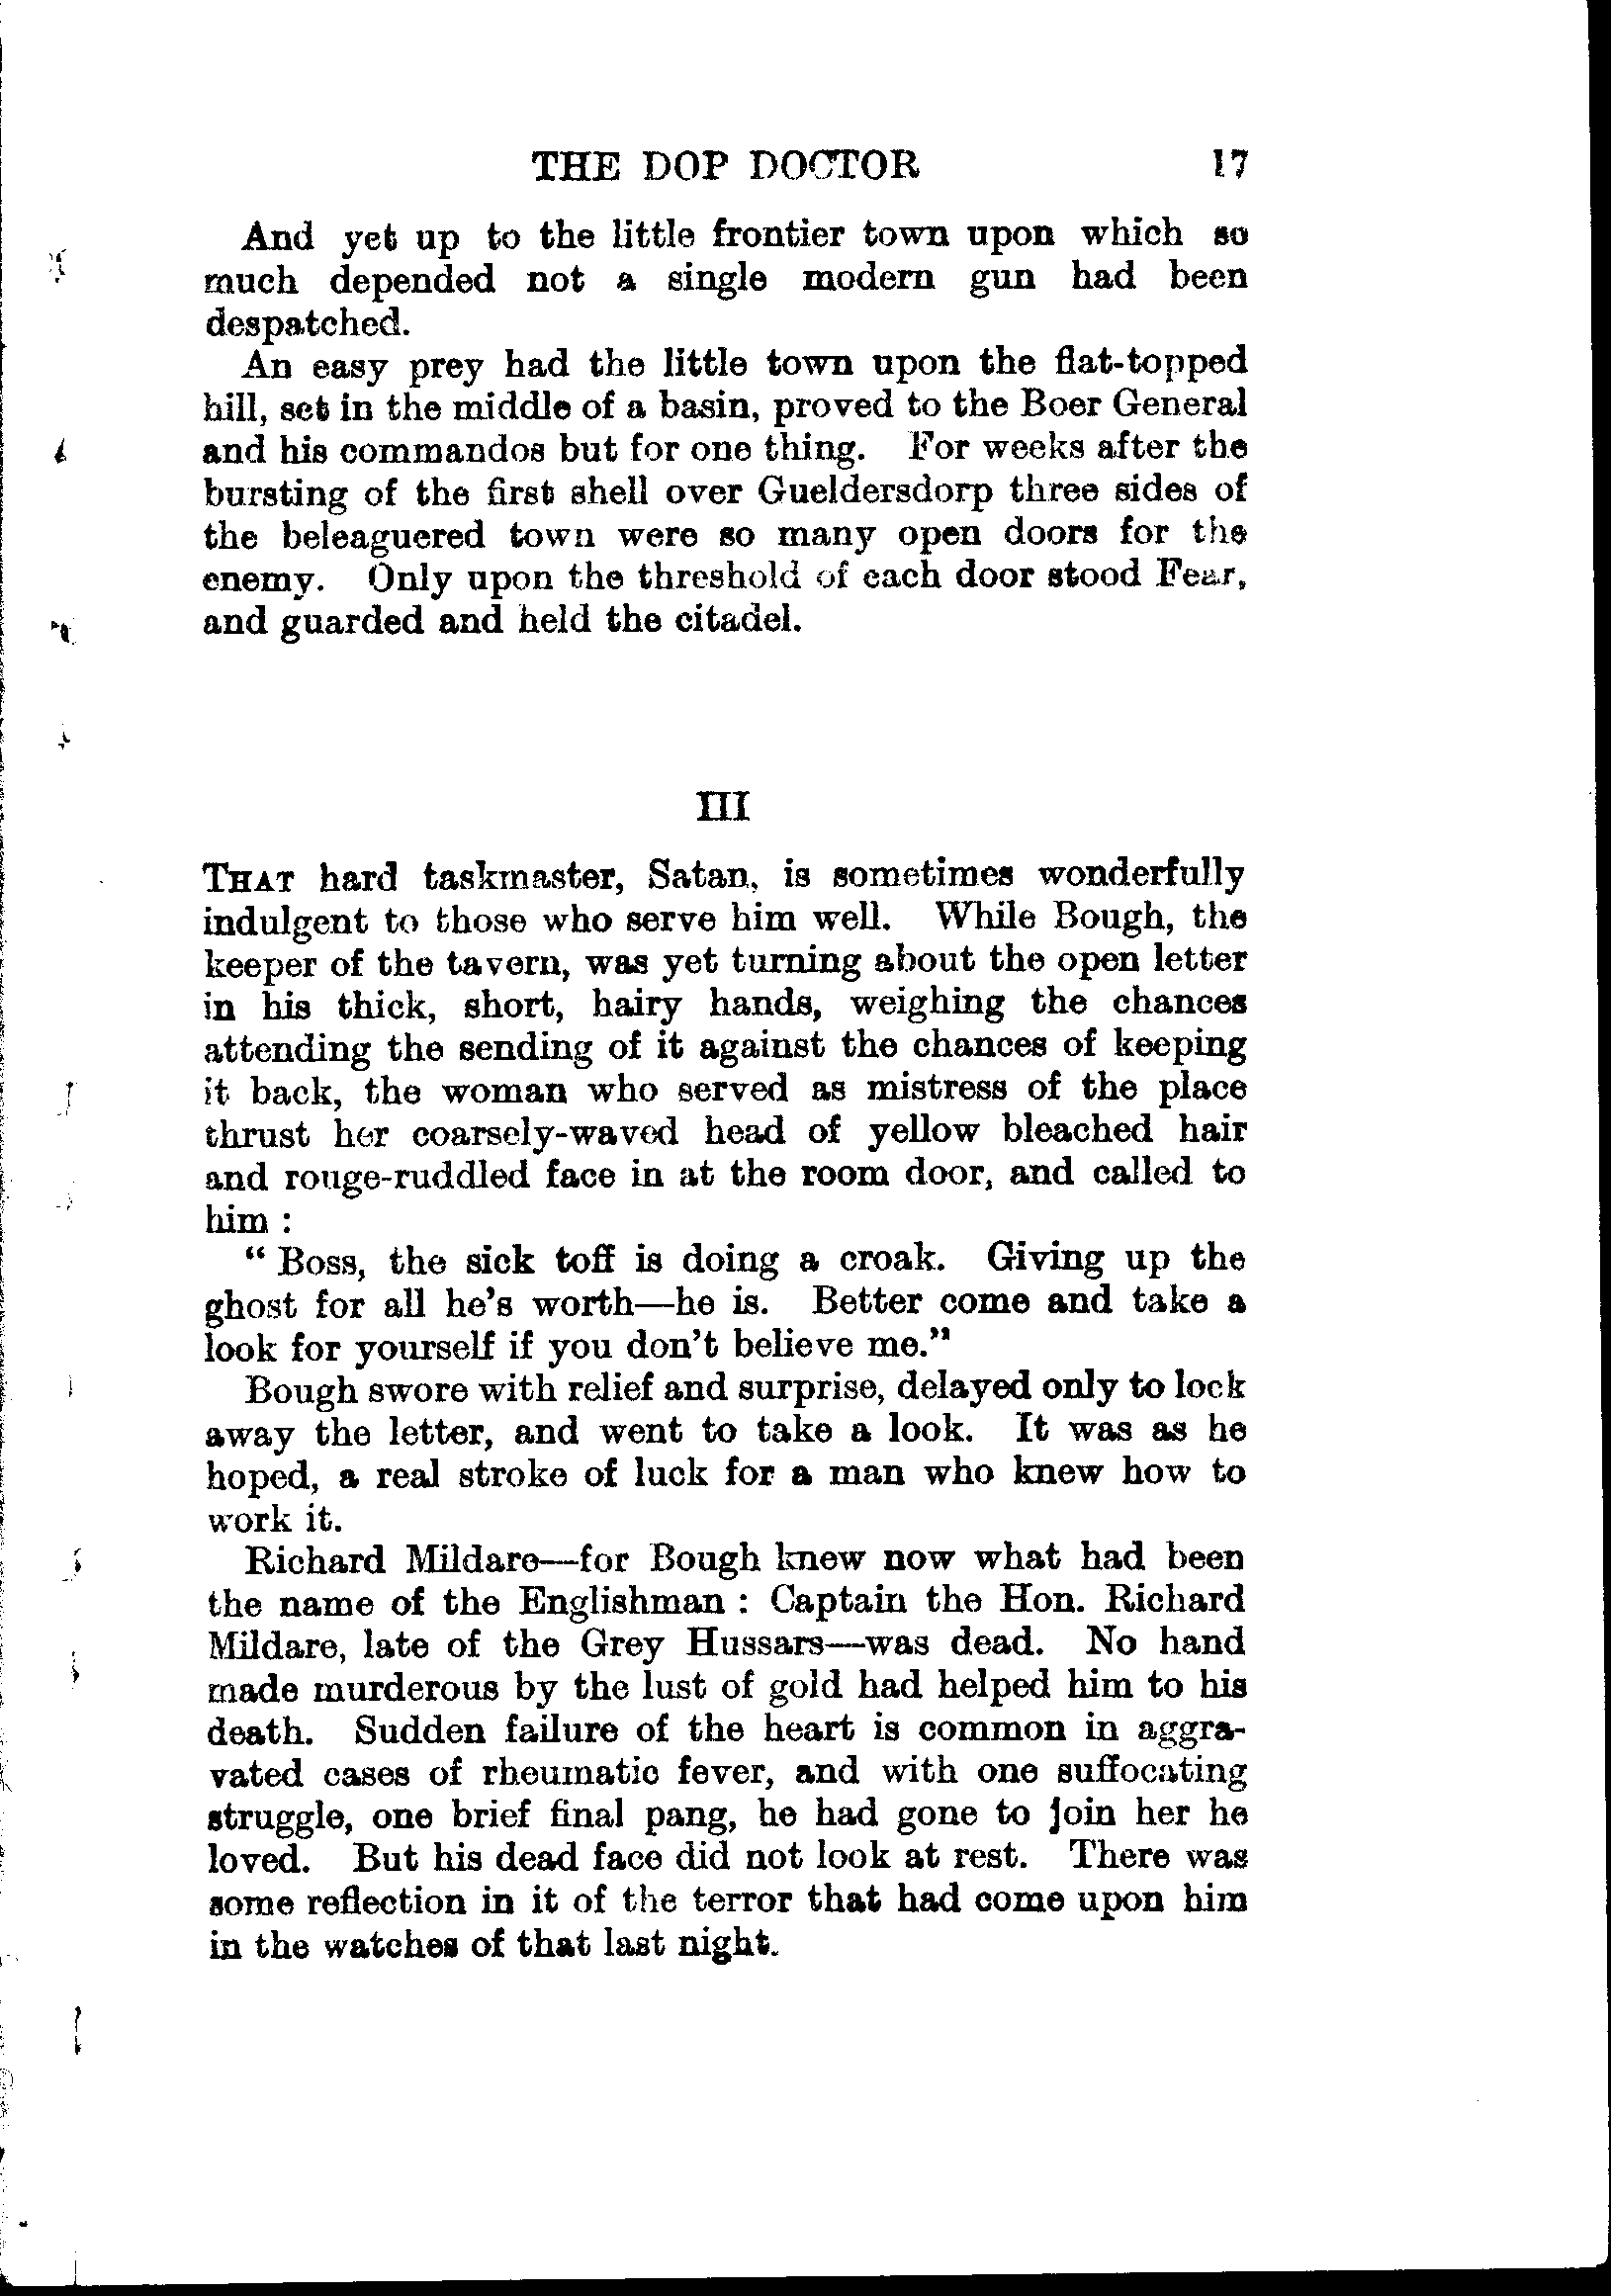 THE DOP DOCTOR 17
And yet up to the little frontier town upon which so
much depended not a single modern gun had been
despatched.
An easy prey had the little town upon the flat-topped
hill, set in the middle of a basin, proved to the Boer General
and his commandos but for one thing. For weeks after the
bursting of the first shell over Gueldersdorp three sides of
the beleaguered town were so many open doors for the
enemy. Only upon the threshold of each door stood Fear,
and guarded and held the citadel.
III
THAT hard taskmaster, Satan, is sometimes wonderfully
indulgent to those who serve him well. While Bough, the
keeper of the tavern, was yet turning about the open letter
in his thick, short, hairy hands, weighing the chances
attending the sending of it against the chances of keeping
it back, the woman who served as mistress of the place
thrust her coarsely-waved head of yellow bleached hair
and rouge-ruddled face in at the room door, and called to
him :
“ Boss, the sick toff is doing a croak. Giving up the
ghost for all he's worth—he is. Better come and take a
look for yourself if you don't believe me.”
Bough swore with relief and surprise, delayed only to lock
away the letter, and went to take a look. It was as he
hoped, a real stroke of luck for a man who knew how to
work it.
Richard Mildare—for Bough knew now what had been
the name of the Englishman : Captain the Hon. Richard
Mildare, late of the Grey Hussars—was dead. No hand
made murderous by the lust of gold had helped him to his
death. Sudden failure of the heart is common in aggra-
vated cases of rheumatic fever, and with one suffocating
struggle, one brief final pang, he had gone to join her he
loved. But his dead face did not look at rest. There was
some reflection in it of the terror that had come upon him
in the watches of that last night.